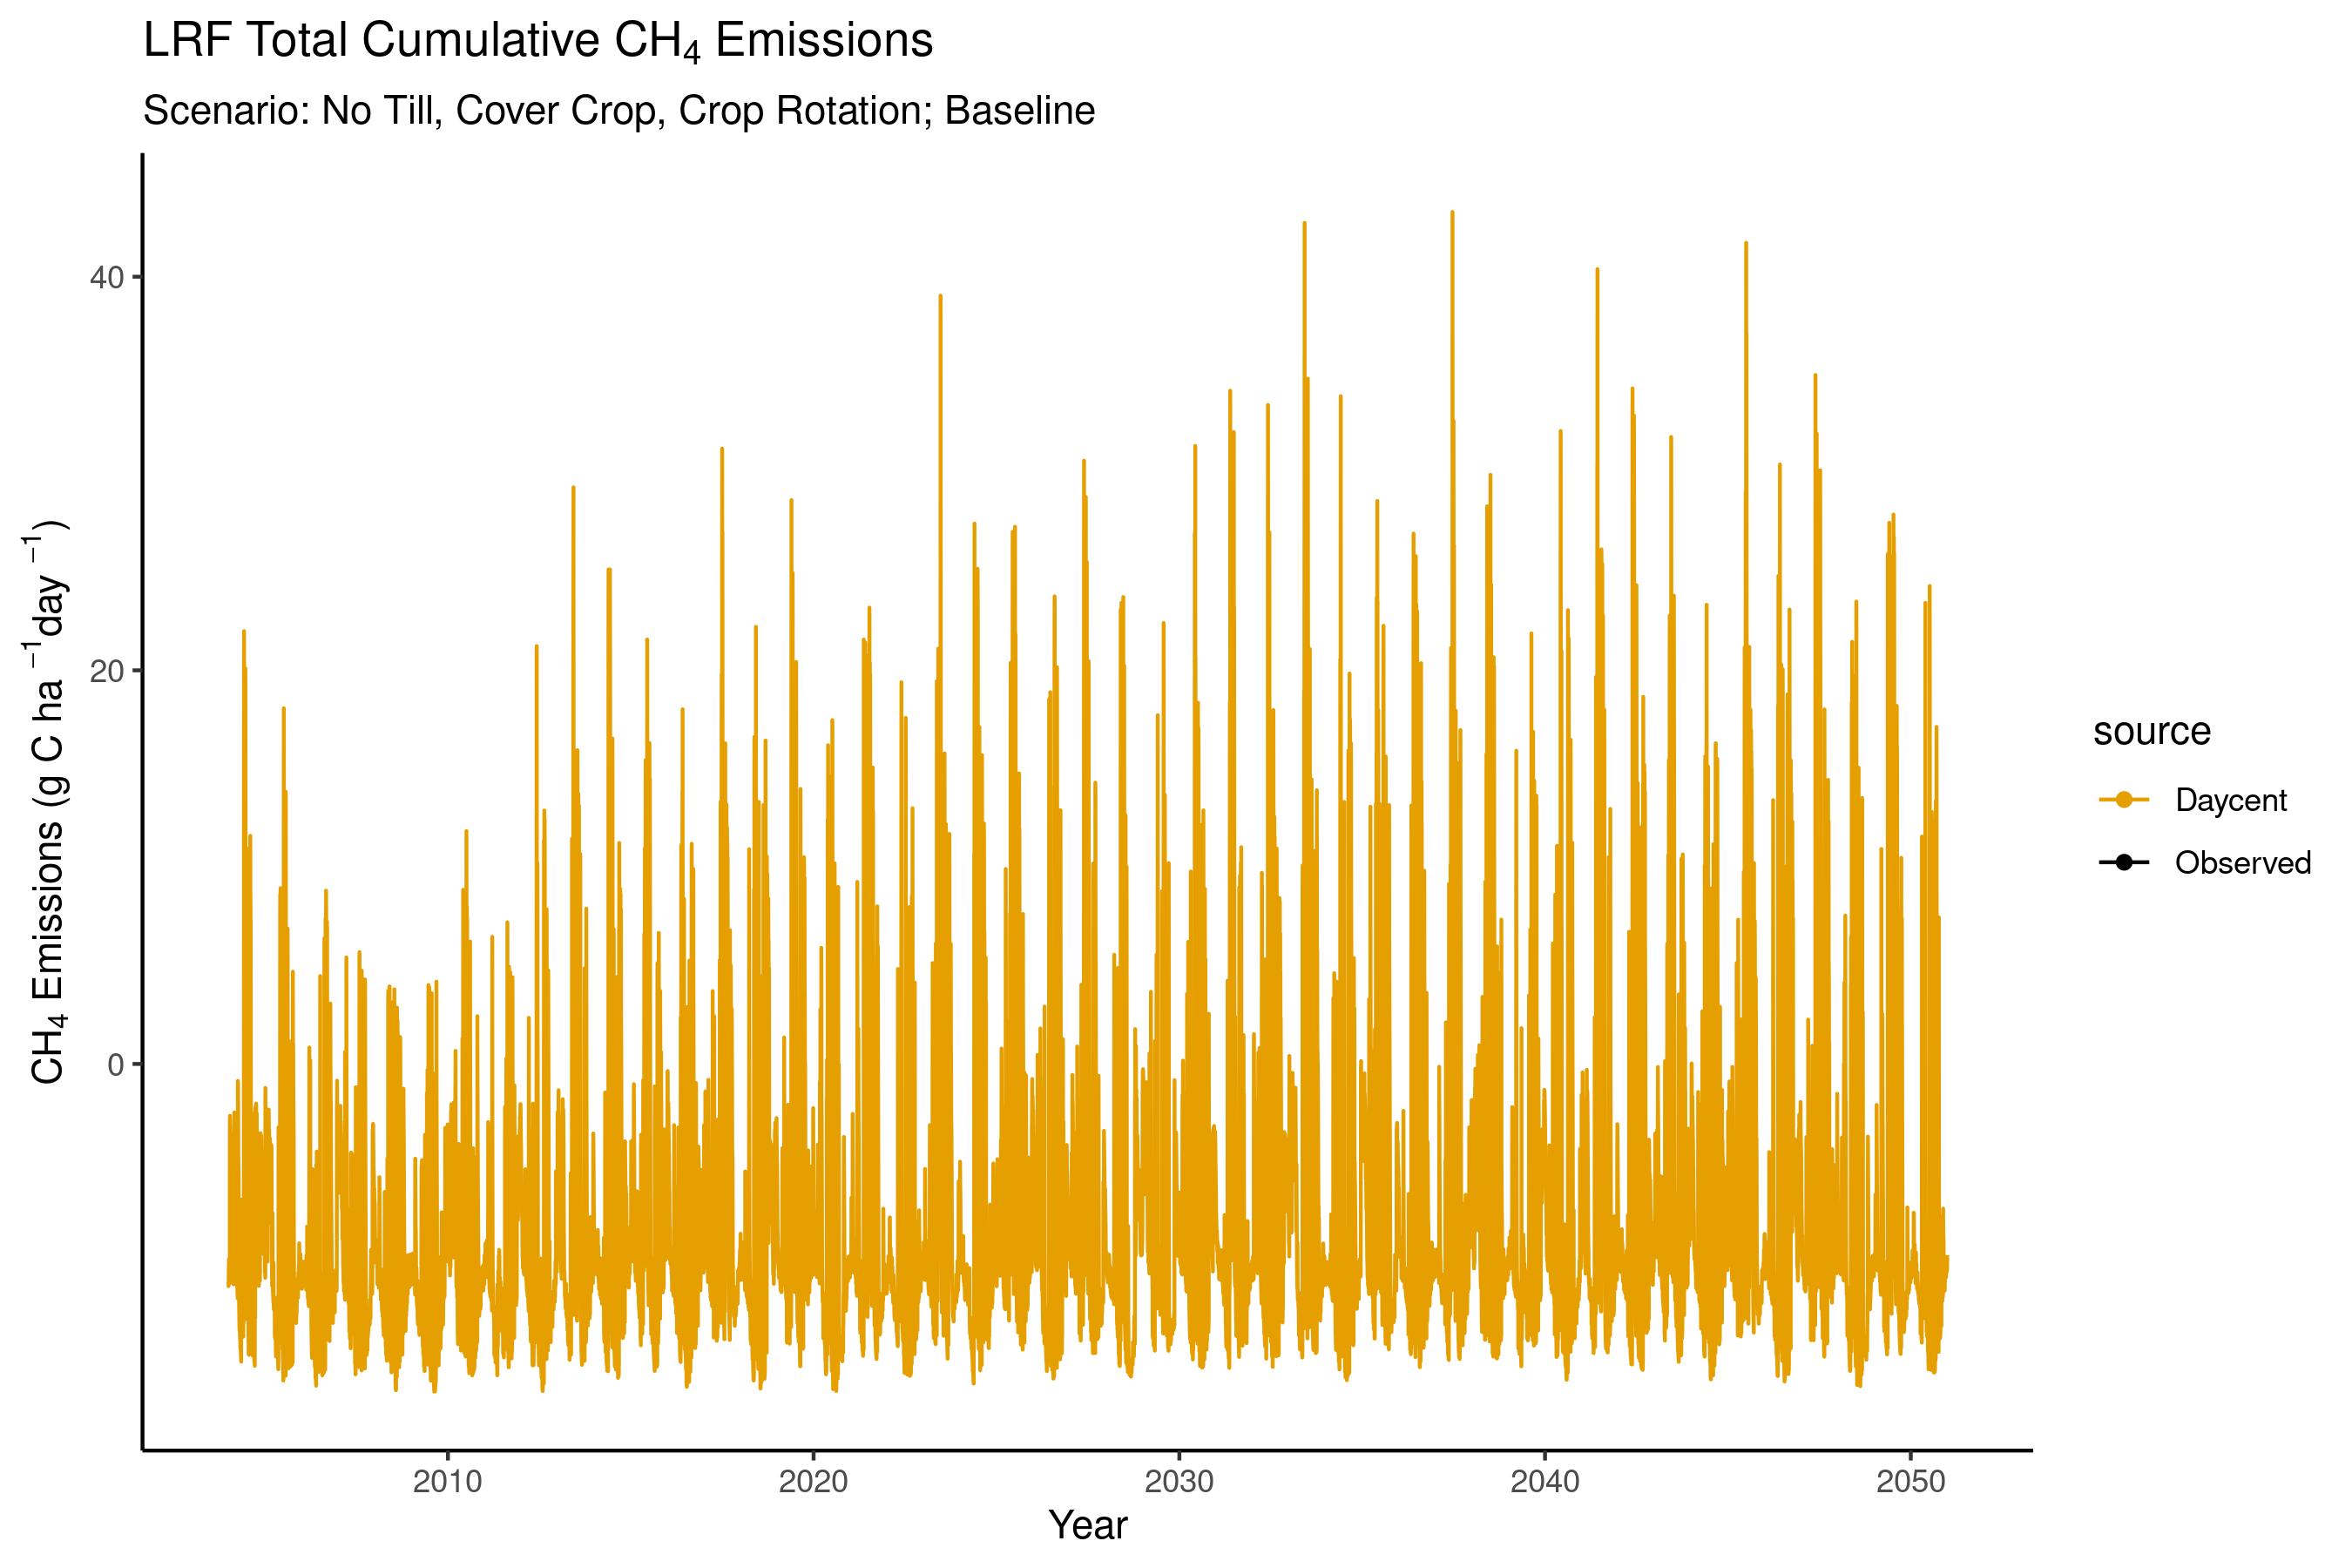 LRF Total Cumulative CH₄ Emissions
Scenario: No Till, Cover Crop, Crop Rotation; Baseline
CH₄ Emissions (g C ha ⁻¹day ⁻¹)
40
20
0
2010 2020 2030 2040 2050
Year
source
Daycent
Observed